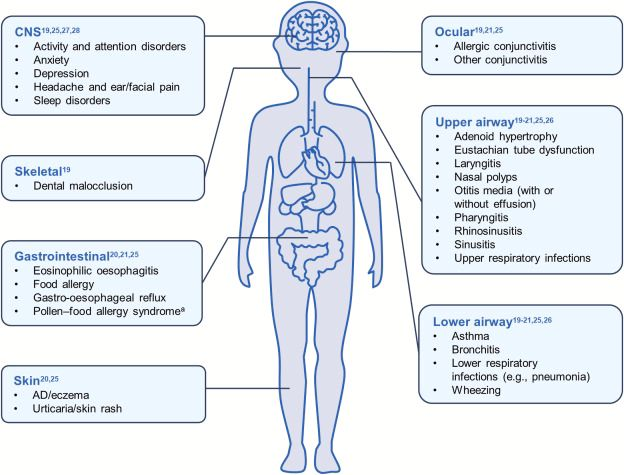 CNS19,25,27,28
• Activity and attention disorders
• Anxiety
• Depression
• Headache and ear/facial pain
• Sleep disorders
Skeletal19
• Dental malocclusion
Gastrointestinal20,21,25
• Eosinophilic oesophagitis
• Food allergy
• Gastro-oesophageal reflux
• Pollen–food allergy syndromea
Skin20,25
• AD/eczema
• Urticaria/skin rash
Ocular19,21,25
• Allergic conjunctivitis
• Other conjunctivitis
Upper airway19-21,25,26
• Adenoid hypertrophy
• Eustachian tube dysfunction
• Laryngitis
• Nasal polyps
• Otitis media (with or
without effusion)
• Pharyngitis
• Rhinosinusitis
• Sinusitis
• Upper respiratory infections
Lower airway19-21,25,26
• Asthma
• Bronchitis
• Lower respiratory
infections (e.g., pneumonia)
• Wheezing